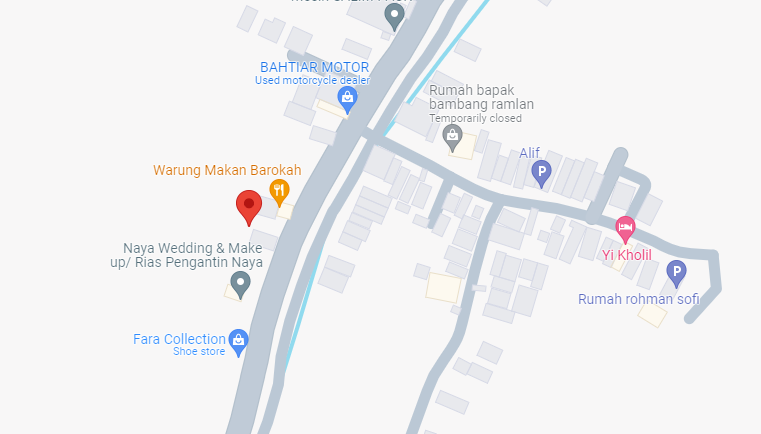 BAHTIAR MOTOR
Used motorcycle dealer
Rumah bapak
bambang ramlan
Temporarily closed
Alif
P
Warung Makan Barokah
Naya Wedding & Make
up/ Rias Pengantin Naya
Yi Kholil
P
Rumah rohman sofi
Fara Collection
Shoe store